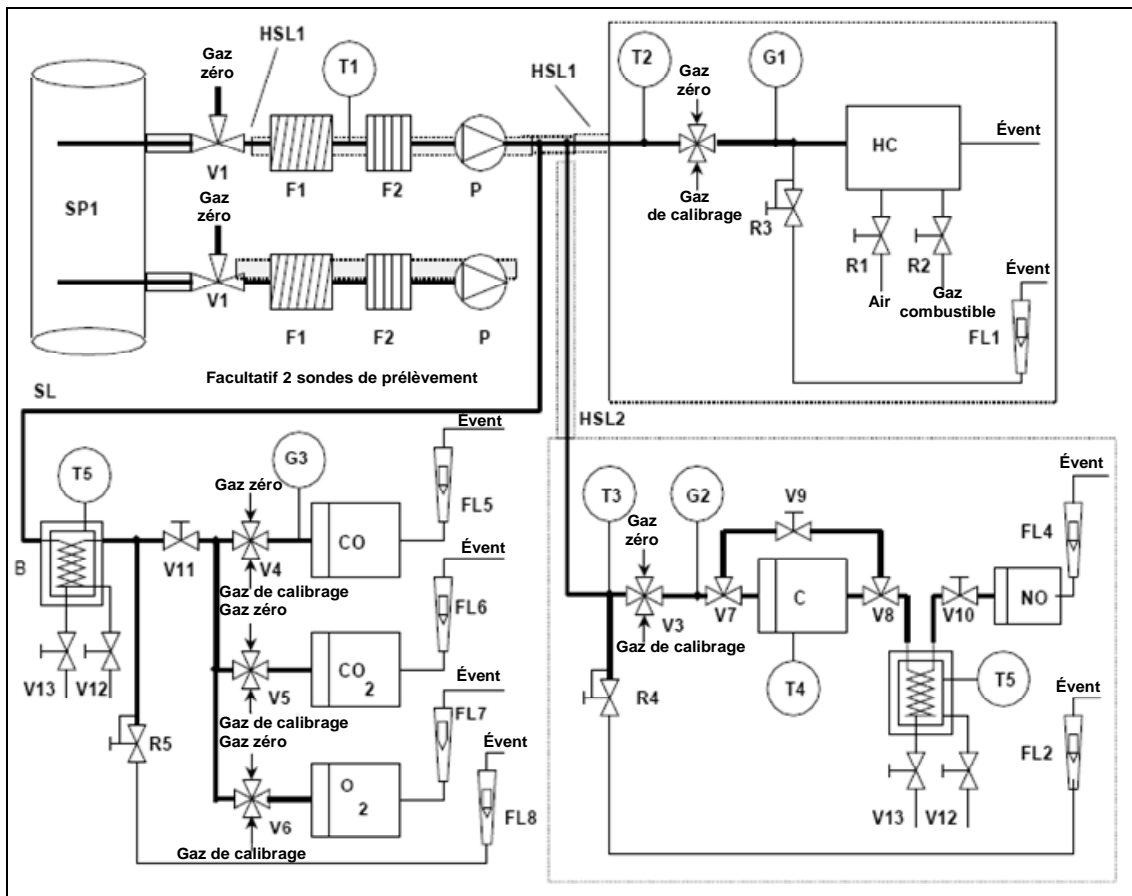 HSL1
Gaz
zéro
T1
HSL1
V1
F1
F2
P
SP1
Gaz
zéro
V1
F1
F2
P
Facultatif 2 sondes de prélèvement
T2
Gaz
zéro
G1
Gaz
de calibrage
HC
Évent
R3
R1
Air
R2
Gaz
combustible
Évent
FL1
SL
HSL2
T5
B
V13
V12
V11
R5
G3
Gaz zéro
V4
Gaz de calibrage
CO
Évent
FL5
Gaz zéro
V5
Gaz de calibrage
CO
2
Évent
FL6
Gaz zéro
V6
Gaz de calibrage
O
2
Évent
FL7
Évent
FL8
T3
Gaz
zéro
G2
V9
V3
Gaz de calibrage
V7
C
V8
V10
NO
Évent
FL4
R4
T4
T5
V13
V12
Évent
FL2